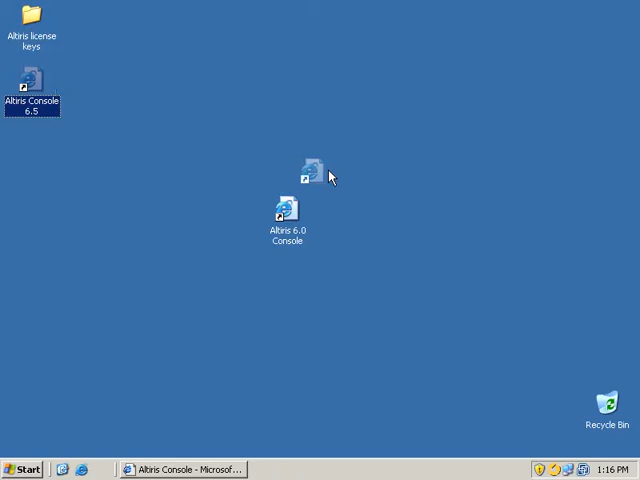 Altiris license
keys
Altiris Console
6.5
Altiris 6.0
Console
Recycle Bin
Start
Altiris Console - Microsof...
1:16 PM